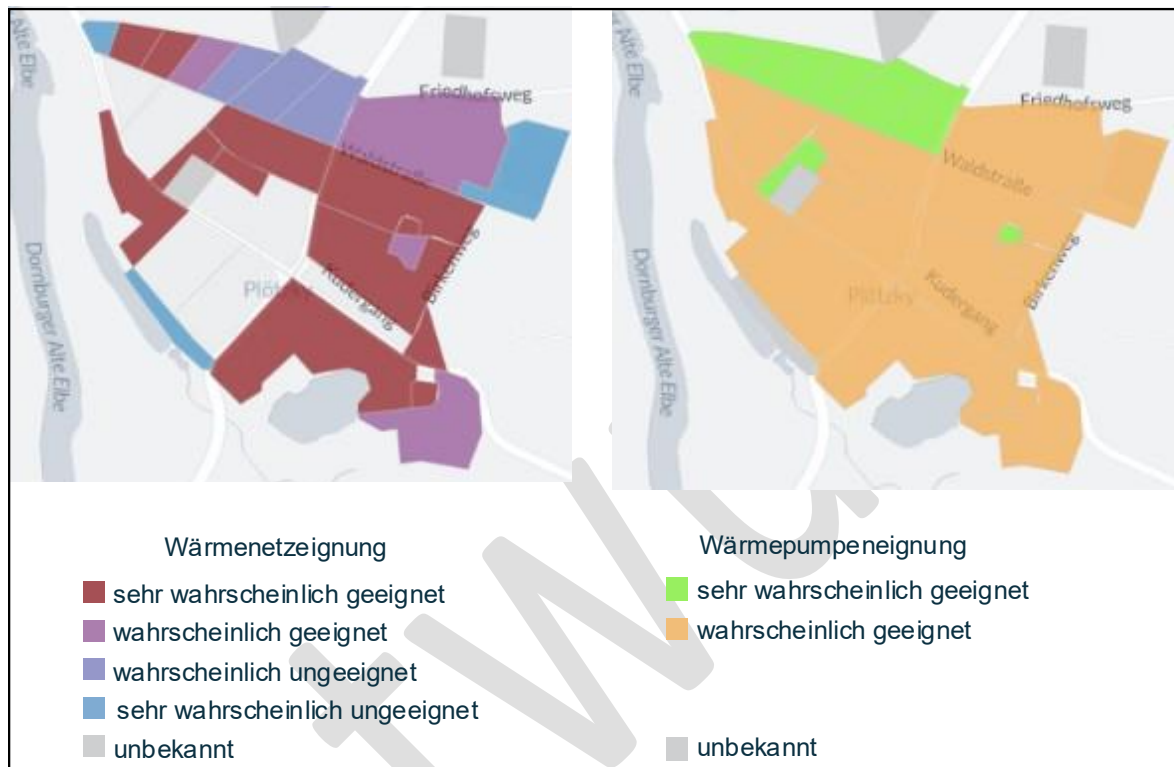 Alte Elbe
Friedhofsweg
Waldstraße
Birkenweg
Kudergang
Plötzky
Dornburger Alte Elbe
Alte Elbe
Friedhofsweg
Waldstraße
Birkenweg
Kudergang
Plötzky
Dornburger Alte Elbe
Wärmenetzeignung
sehr wahrscheinlich geeignet
wahrscheinlich geeignet
wahrscheinlich ungeeignet
sehr wahrscheinlich ungeeignet
unbekannt
Wärmepumpeneignung
sehr wahrscheinlich geeignet
wahrscheinlich geeignet
unbekannt